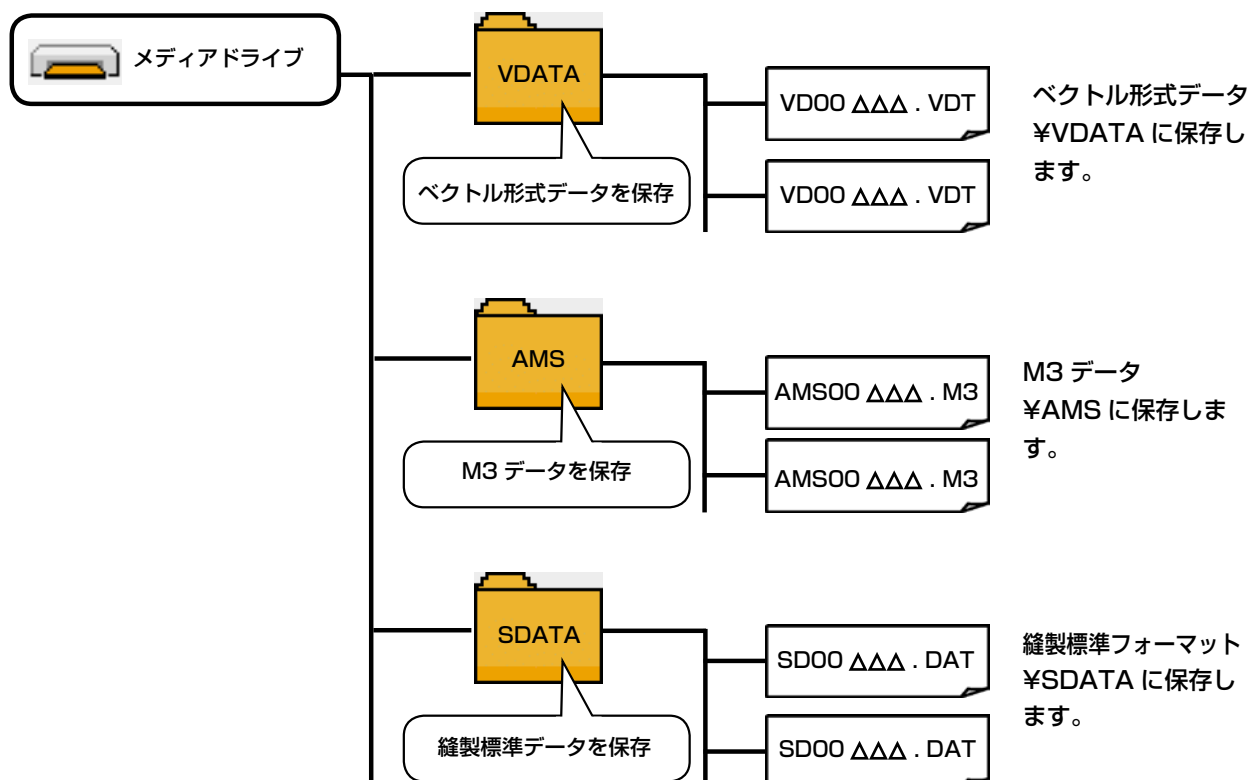 メディアドライブ
VDATA
ベクトル形式データを保存
VD00 △△△ . VDT
VD00 △△△ . VDT
ベクトル形式データ
¥VDATA に保存し
ます。
AMS
M3 データを保存
AMS00 △△△ . M3
AMS00 △△△ . M3
M3 データ
¥AMS に保存しま
す。
SDATA
縫製標準データを保存
SD00 △△△ . DAT
SD00 △△△ . DAT
縫製標準フォーマット
¥SDATA に保存し
ます。